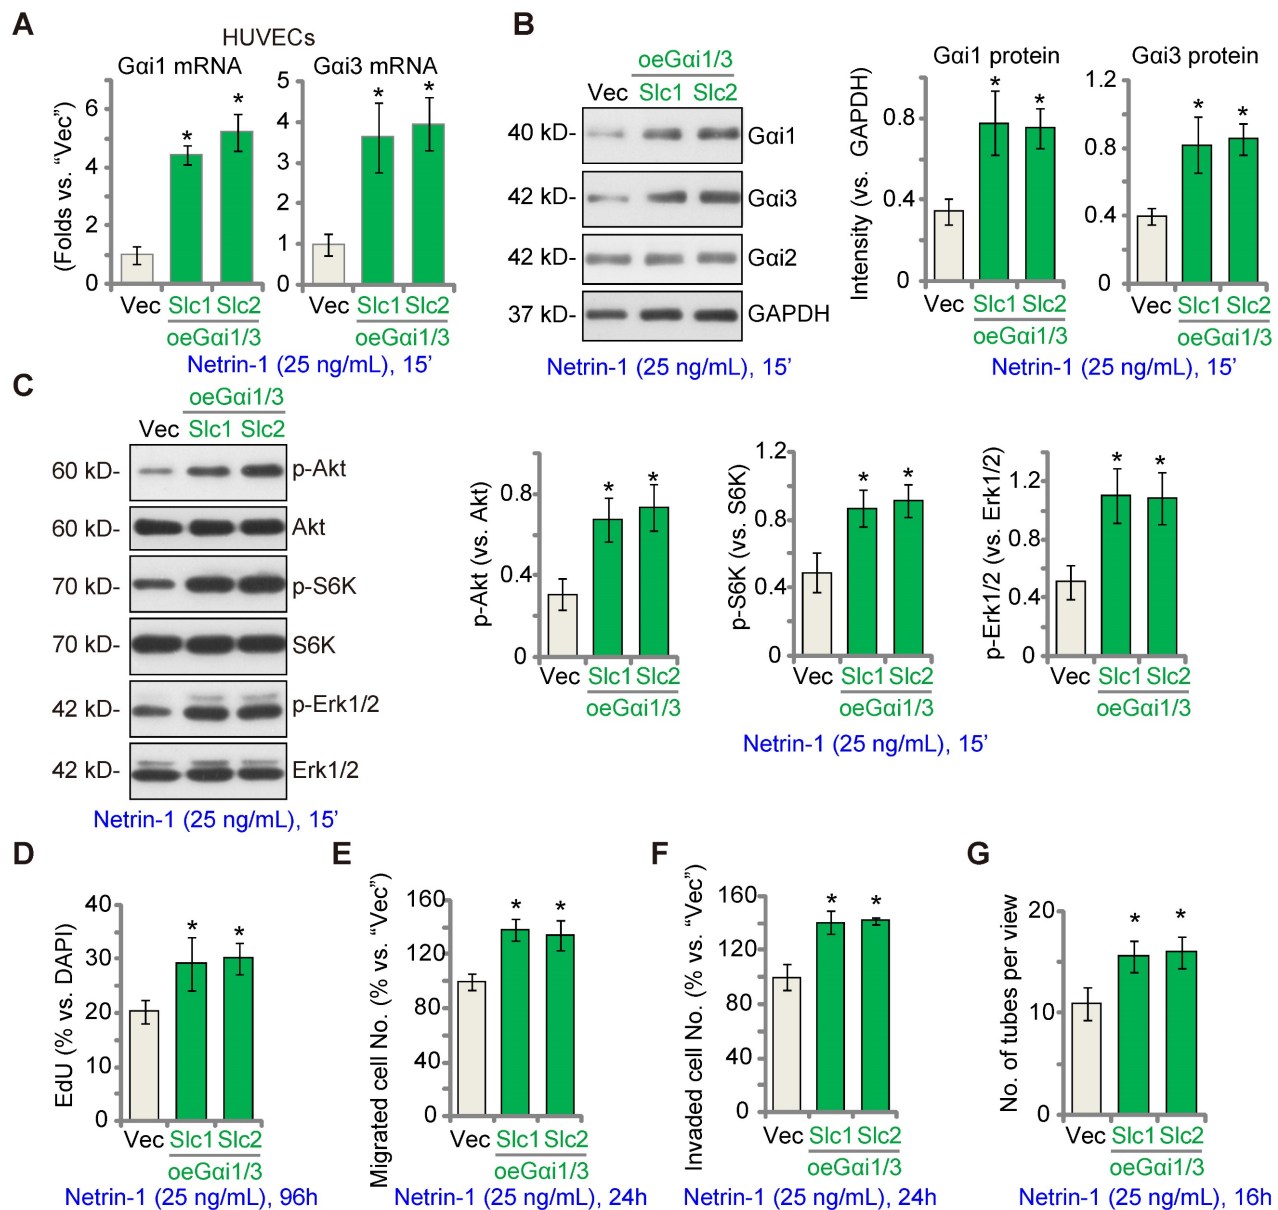 A
HUVECs
Gαi1 mRNA
Gαi3 mRNA
(Folds vs. “Vec”)
6
4
2
0
5
4
3
2
1
0
*
*
*
*
Vec Slc1 Slc2
oeGαi1/3
Vec Slc1 Slc2
oeGαi1/3
Netrin-1 (25 ng/mL), 15’
B
oeGαi1/3
Vec Slc1 Slc2
40 kD- Gαi1
42 kD- Gαi3
42 kD- Gαi2
37 kD- GAPDH
Netrin-1 (25 ng/mL), 15’
Gαi1 protein
Gαi3 protein
Intensity (vs. GAPDH)
0.8
0.4
0
1.2
0.8
0.4
0
*
*
*
*
Vec Slc1 Slc2
oeGαi1/3
Vec Slc1 Slc2
oeGαi1/3
Netrin-1 (25 ng/mL), 15’
C
oeGαi1/3
Vec Slc1 Slc2
60 kD- p-Akt
60 kD- Akt
70 kD- p-S6K
70 kD- S6K
42 kD- p-Erk1/2
42 kD- Erk1/2
Netrin-1 (25 ng/mL), 15’
p-Akt (vs. Akt)
0.8
0.4
0
*
*
Vec Slc1 Slc2
oeGαi1/3
p-S6K (vs. S6K)
1.2
0.8
0.4
0
*
*
Vec Slc1 Slc2
oeGαi1/3
p-Erk1/2 (vs. Erk1/2)
1.2
0.8
0.4
0
*
*
Vec Slc1 Slc2
oeGαi1/3
Netrin-1 (25 ng/mL), 15’
D
EdU (% vs. DAPI)
40
30
20
10
0
*
*
Vec Slc1 Slc2
oeGαi1/3
Netrin-1 (25 ng/mL), 96h
E
Migrated cell No. (% vs. “Vec”)
160
120
80
40
0
*
*
Vec Slc1 Slc2
oeGαi1/3
Netrin-1 (25 ng/mL), 24h
F
Invaded cell No. (% vs. “Vec”)
160
120
80
40
0
*
*
Vec Slc1 Slc2
oeGαi1/3
Netrin-1 (25 ng/mL), 24h
G
No. of tubes per view
20
10
0
*
*
Vec Slc1 Slc2
oeGαi1/3
Netrin-1 (25 ng/mL), 16h